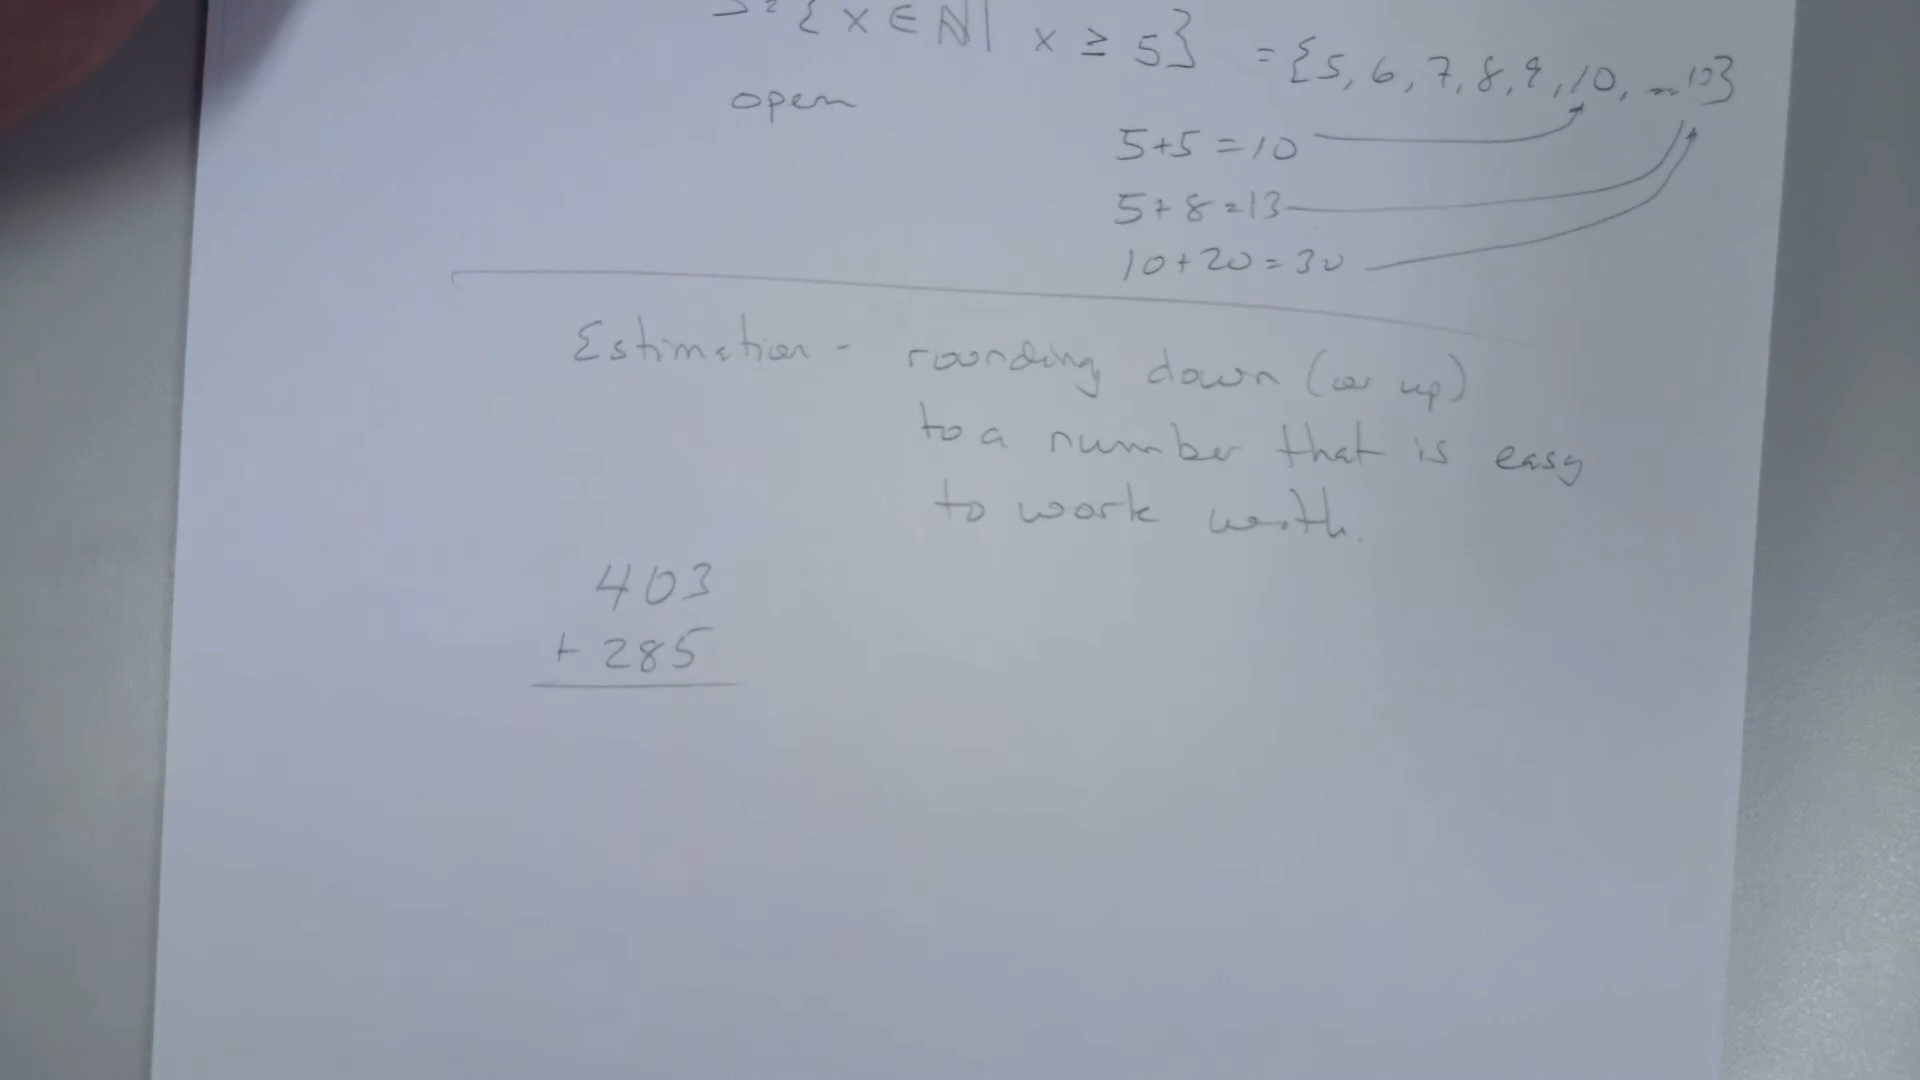 = {x ∈ ℕ | x ≥ 5} = {5, 6, 7, 8, 9, 10, ...}
open
5+5=10
5+8=13
10+20=30
Estimation - rounding down (or up)
to a number that is easy
to work with.
403
+ 285